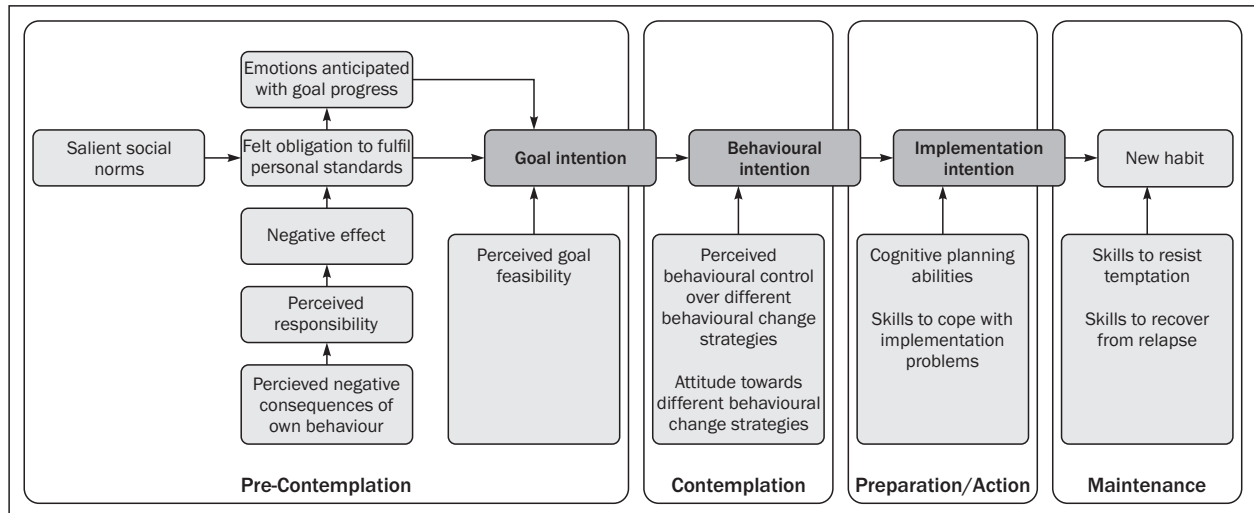 Emotions anticipated
with goal progress
Salient social
norms
Felt obligation to fulfil
personal standards
Goal intention
Behavioural
intention
Implementation
intention
New habit
Negative effect
Perceived
responsibility
Percieved negative
consequences of
own behaviour
Perceived goal
feasibility
Perceived
behavioural control
over different
behavioural change
strategies
Attitude towards
different behavioural
change strategies
Cognitive planning
abilities
Skills to cope with
implementation
problems
Skills to resist
temptation
Skills to recover
from relapse
Pre-Contemplation
Contemplation
Preparation/Action
Maintenance